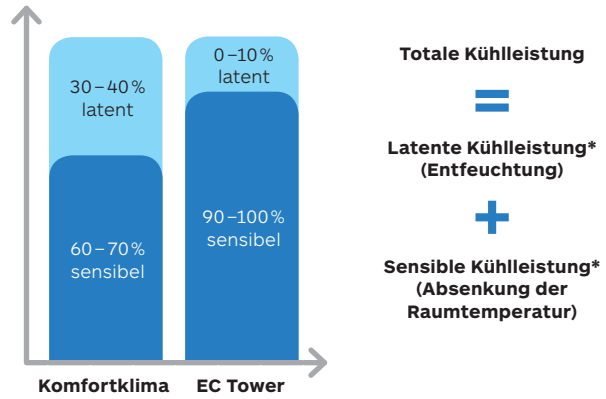 30–40%
latent
60–70%
sensibel
0–10%
latent
90–100%
sensibel
Komfortklima
EC Tower
Totale Kühlleistung
=
Latente Kühlleistung*
(Entfeuchtung)
+
Sensible Kühlleistung*
(Absenkung der
Raumtemperatur)